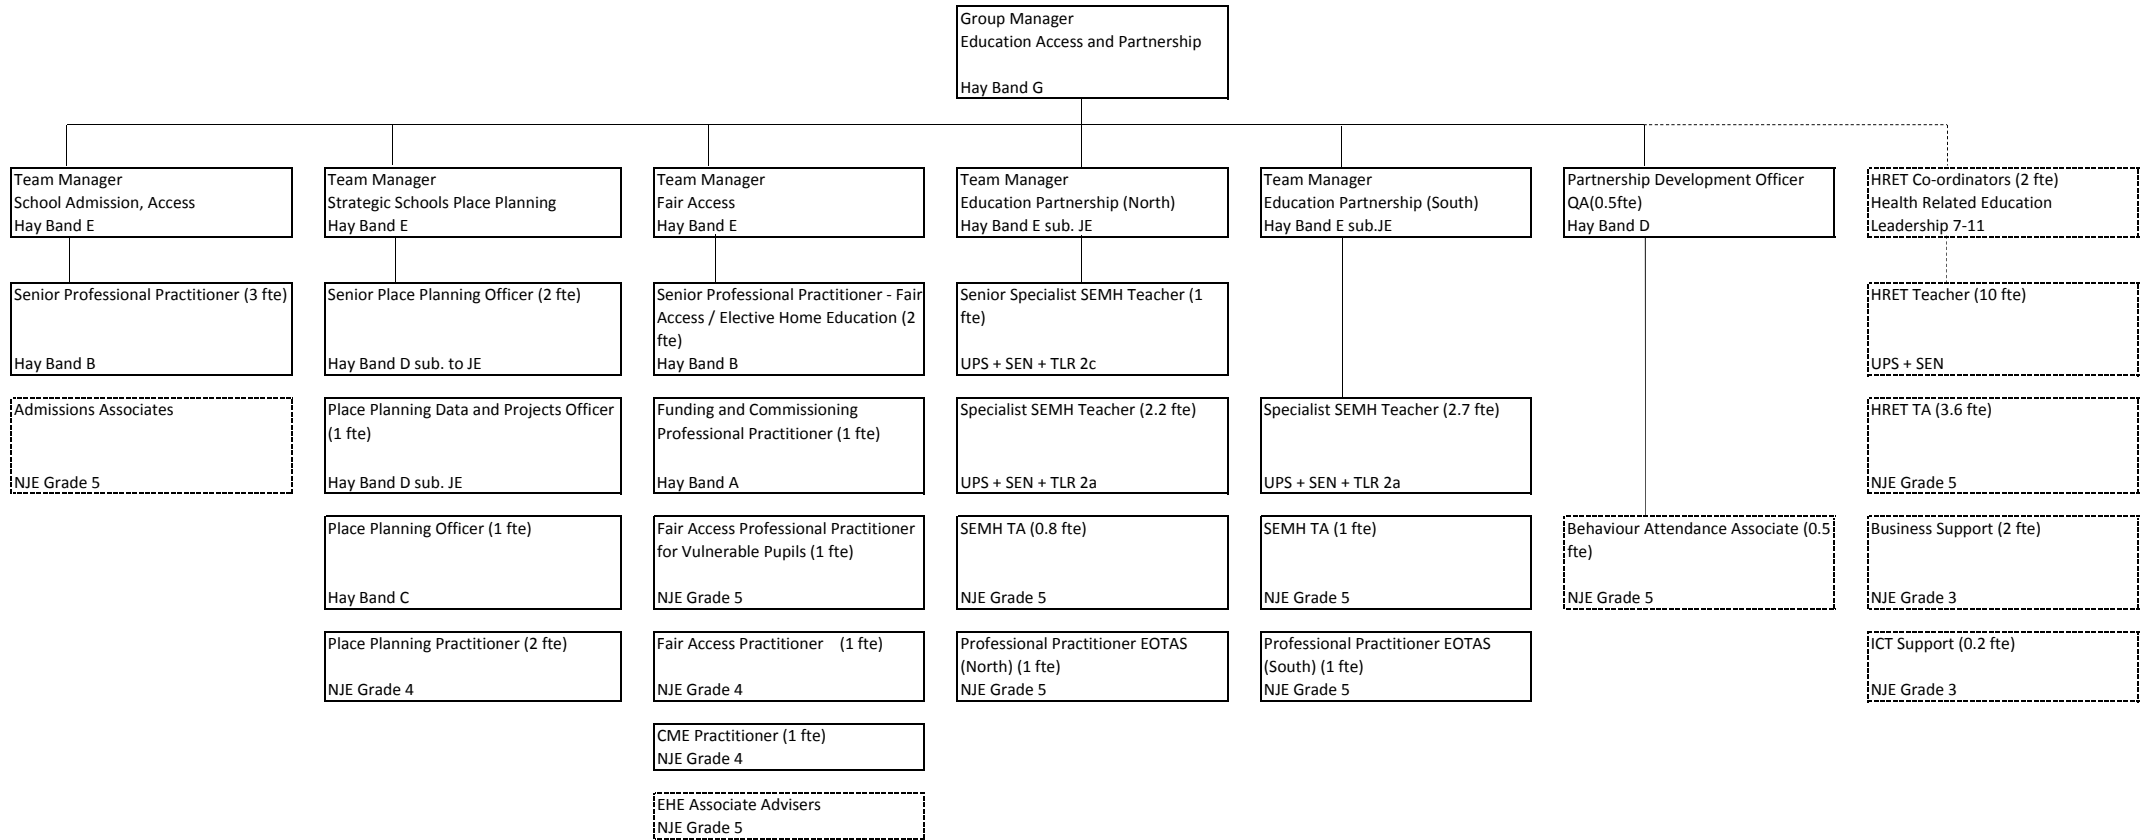 Group Manager
Education Access and Partnership
Hay Band G
Team Manager
School Admission, Access
Hay Band E
Team Manager
Strategic Schools Place Planning
Hay Band E
Team Manager
Fair Access
Hay Band E
Team Manager
Education Partnership (North)
Hay Band E sub. JE
Team Manager
Education Partnership (South)
Hay Band E sub.JE
Partnership Development Officer
QA(0.5fte)
Hay Band D
HRET Co-ordinators (2 fte)
Health Related Education
Leadership 7-11
Senior Professional Practitioner (3 fte)
Hay Band B
Senior Place Planning Officer (2 fte)
Hay Band D sub. to JE
Senior Professional Practitioner - Fair
Access / Elective Home Education (2
fte)
Hay Band B
Senior Specialist SEMH Teacher (1
fte)
UPS + SEN + TLR 2c
HRET Teacher (10 fte)
UPS + SEN
Admissions Associates
NJE Grade 5
Place Planning Data and Projects Officer
(1 fte)
Hay Band D sub. JE
Funding and Commissioning
Professional Practitioner (1 fte)
Hay Band A
Specialist SEMH Teacher (2.2 fte)
UPS + SEN + TLR 2a
Specialist SEMH Teacher (2.7 fte)
UPS + SEN + TLR 2a
HRET TA (3.6 fte)
NJE Grade 5
Place Planning Officer (1 fte)
Hay Band C
Fair Access Professional Practitioner
for Vulnerable Pupils (1 fte)
NJE Grade 5
SEMH TA (0.8 fte)
NJE Grade 5
SEMH TA (1 fte)
NJE Grade 5
Behaviour Attendance Associate (0.5
fte)
NJE Grade 5
Business Support (2 fte)
NJE Grade 3
Place Planning Practitioner (2 fte)
NJE Grade 4
Fair Access Practitioner (1 fte)
NJE Grade 4
Professional Practitioner EOTAS
(North) (1 fte)
NJE Grade 5
Professional Practitioner EOTAS
(South) (1 fte)
NJE Grade 5
ICT Support (0.2 fte)
NJE Grade 3
CME Practitioner (1 fte)
NJE Grade 4
EHE Associate Advisers
NJE Grade 5